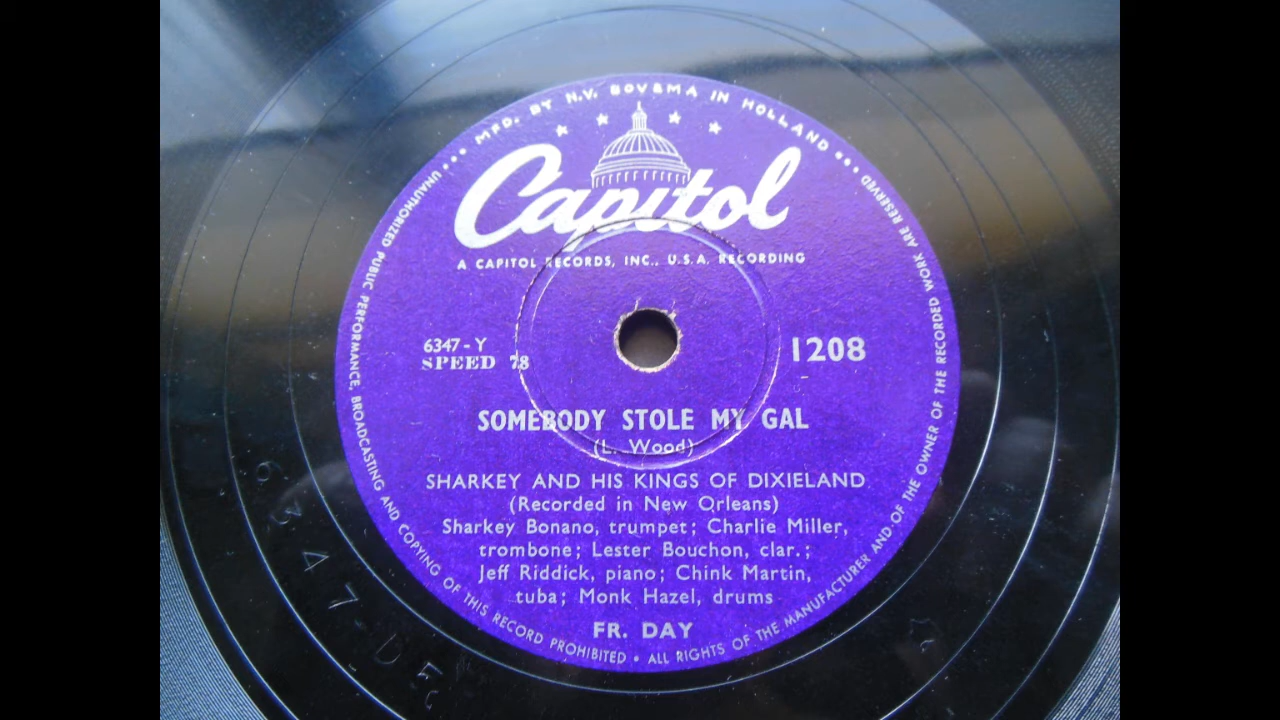 MFD. BY N.V. BOVEMA IN HOLLAND
Capitol
A CAPITOL RECORDS, INC., U.S.A. RECORDING
6347-Y
SPEED 78
1208
SOMEBODY STOLE MY GAL
(L. Wood)
SHARKEY AND HIS KINGS OF DIXIELAND
(Recorded in New Orleans)
Sharkey Bonano, trumpet; Charlie Miller,
trombone; Lester Bouchon, clar.;
Jeff Riddick, piano; Chink Martin,
tuba; Monk Hazel, drums
FR. DAY
UNAUTHORIZED PUBLIC PERFORMANCE, BROADCASTING AND COPYING OF THIS RECORD PROHIBITED • ALL RIGHTS OF THE MANUFACTURER AND OF THE OWNER OF THE RECORDED WORK ARE RESERVED
6347-D